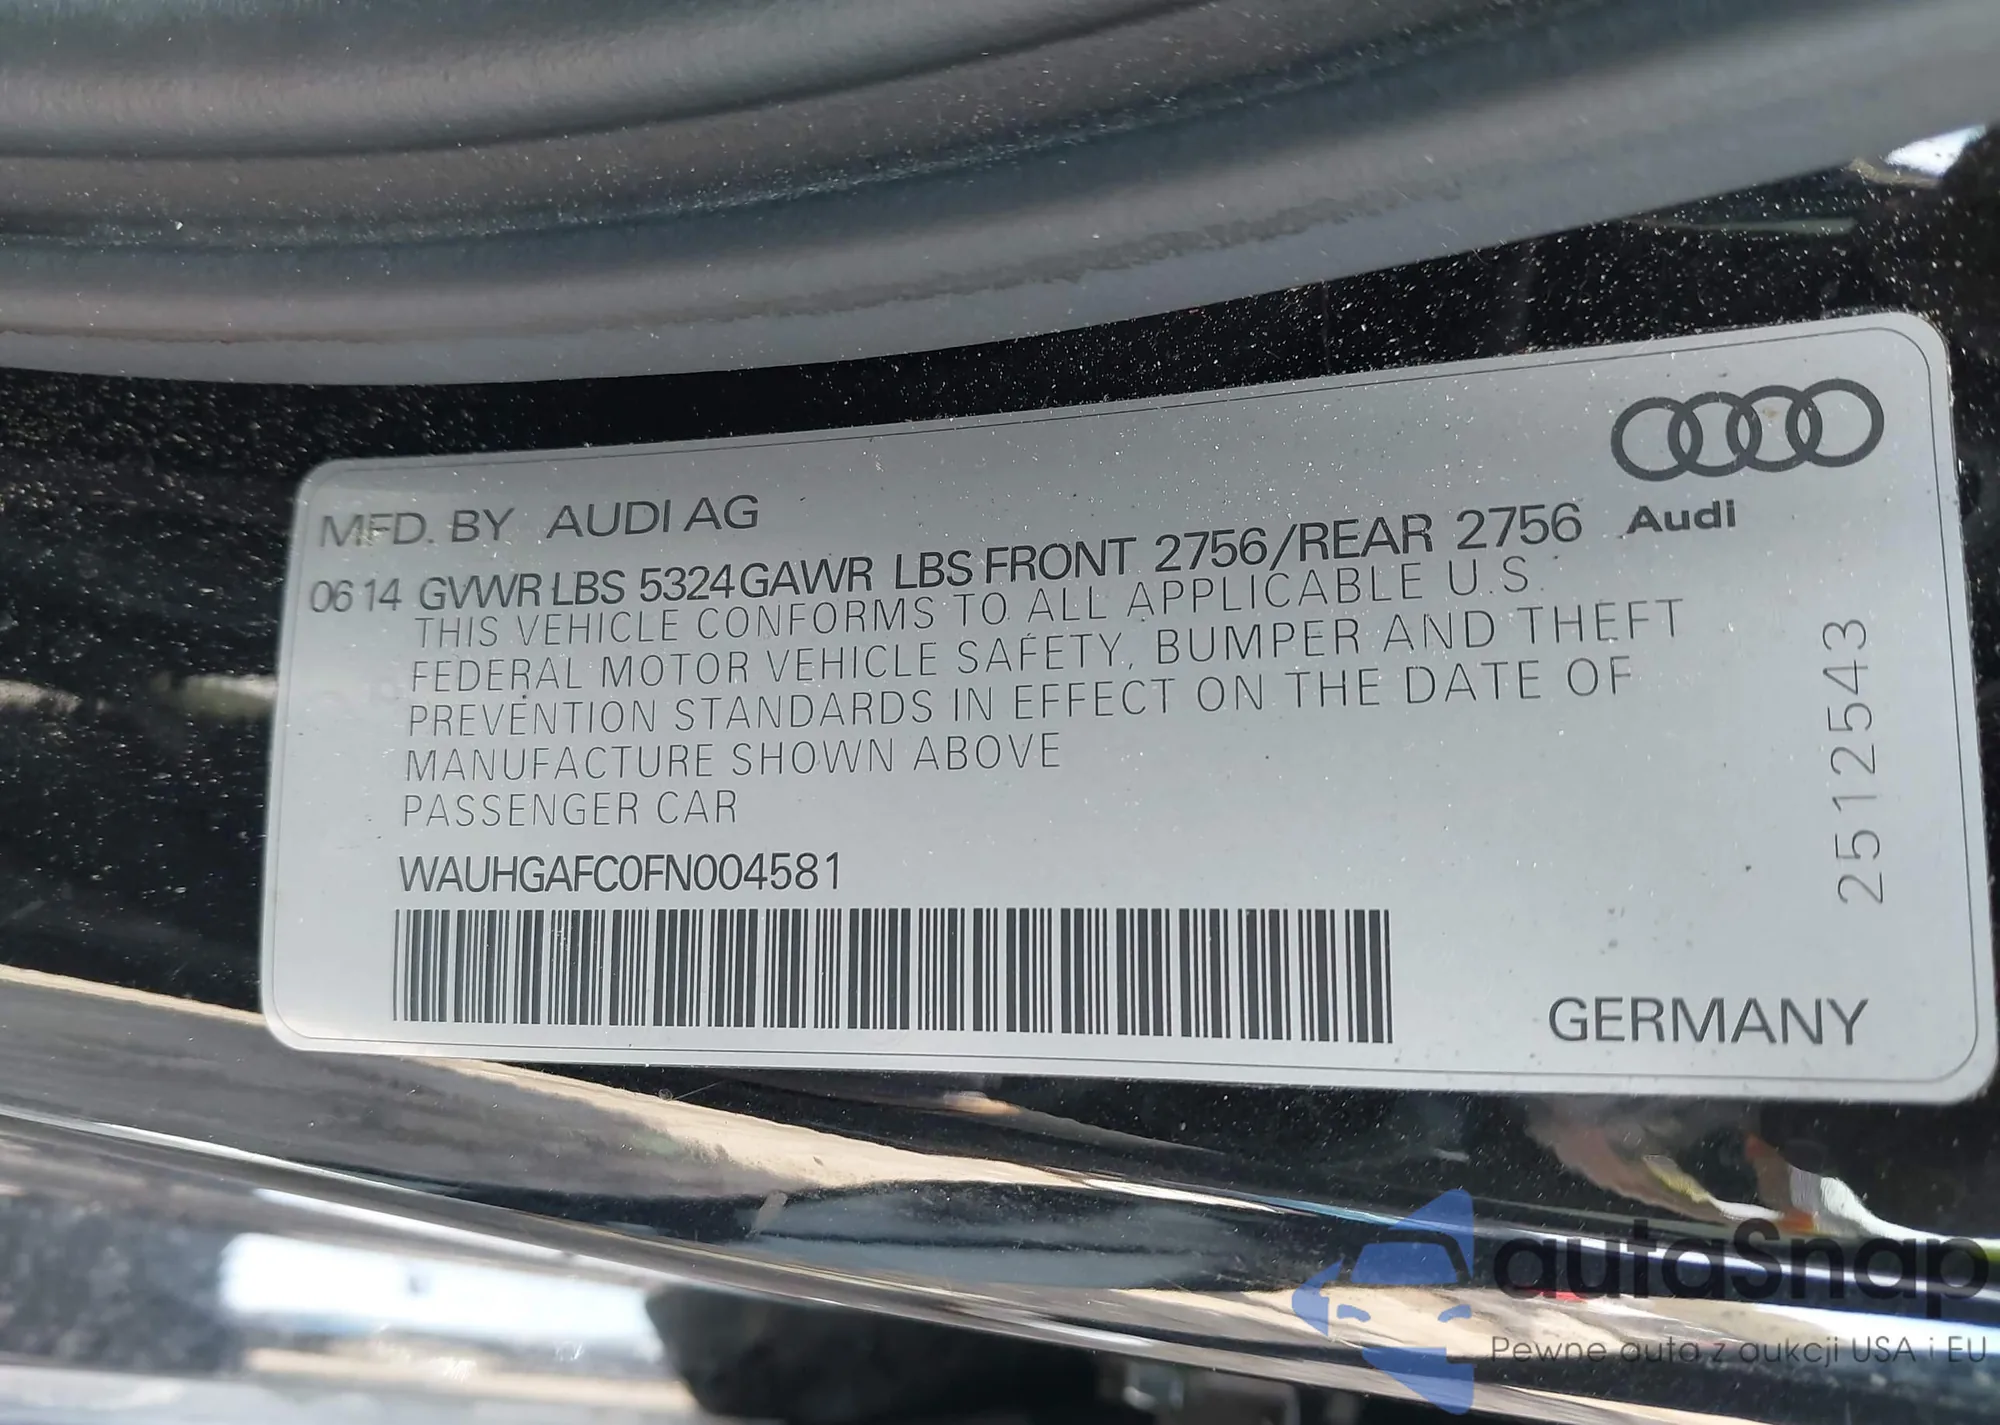 MFD. BY AUDI AG
0614 GVWR LBS 5324 GAWR LBS FRONT 2756/REAR 2756
THIS VEHICLE CONFORMS TO ALL APPLICABLE U.S.
FEDERAL MOTOR VEHICLE SAFETY, BUMPER AND THEFT
PREVENTION STANDARDS IN EFFECT ON THE DATE OF
MANUFACTURE SHOWN ABOVE
PASSENGER CAR
WAUHGAFC0FN004581
Audi
2512543
GERMANY
autaSnap
Pewne auta z aukcji USA i EU